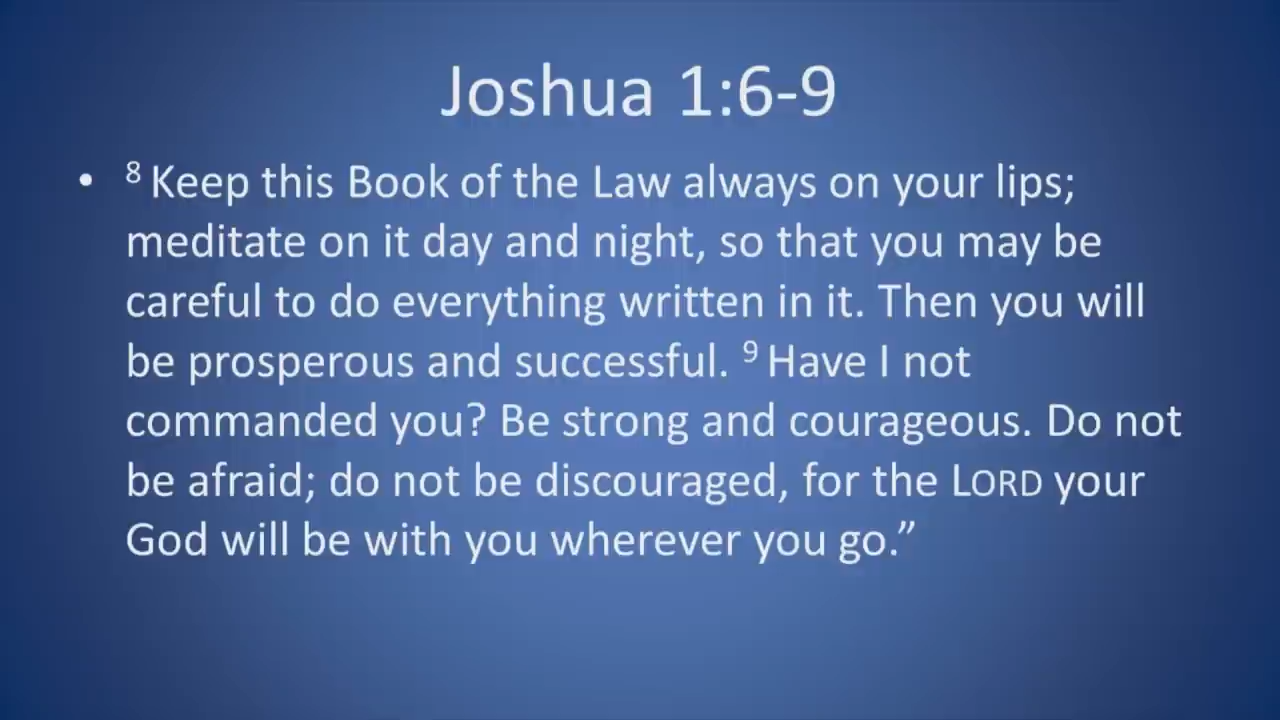 Joshua 1:6-9
• ⁸ Keep this Book of the Law always on your lips;
meditate on it day and night, so that you may be
careful to do everything written in it. Then you will
be prosperous and successful. ⁹ Have I not
commanded you? Be strong and courageous. Do not
be afraid; do not be discouraged, for the LORD your
God will be with you wherever you go.”